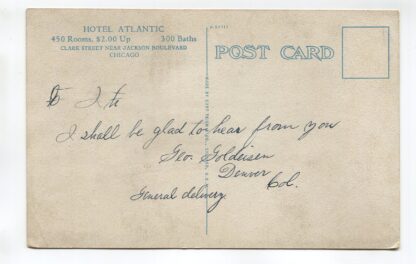 HOTEL ATLANTIC
450 Rooms, $2.00 Up 300 Baths
CLARK STREET NEAR JACKSON BOULEVARD
CHICAGO
POST CARD
I shall be glad to hear from you
Geo. Goldeisen
Denver
Col.
General delivery